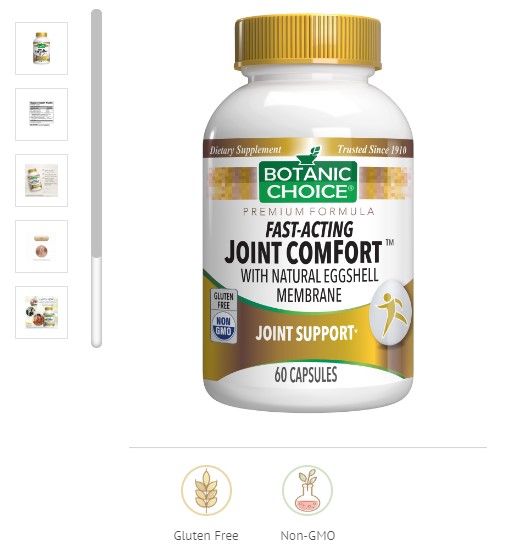 Dietary Supplement Trusted Since 1910
BOTANIC
CHOICE®
PREMIUM FORMULA
FAST-ACTING
JOINT COMFORT™
WITH NATURAL EGGSHELL
MEMBRANE
GLUTEN
FREE
NON
GMO
JOINT SUPPORT*
60 CAPSULES
Gluten Free Non-GMO